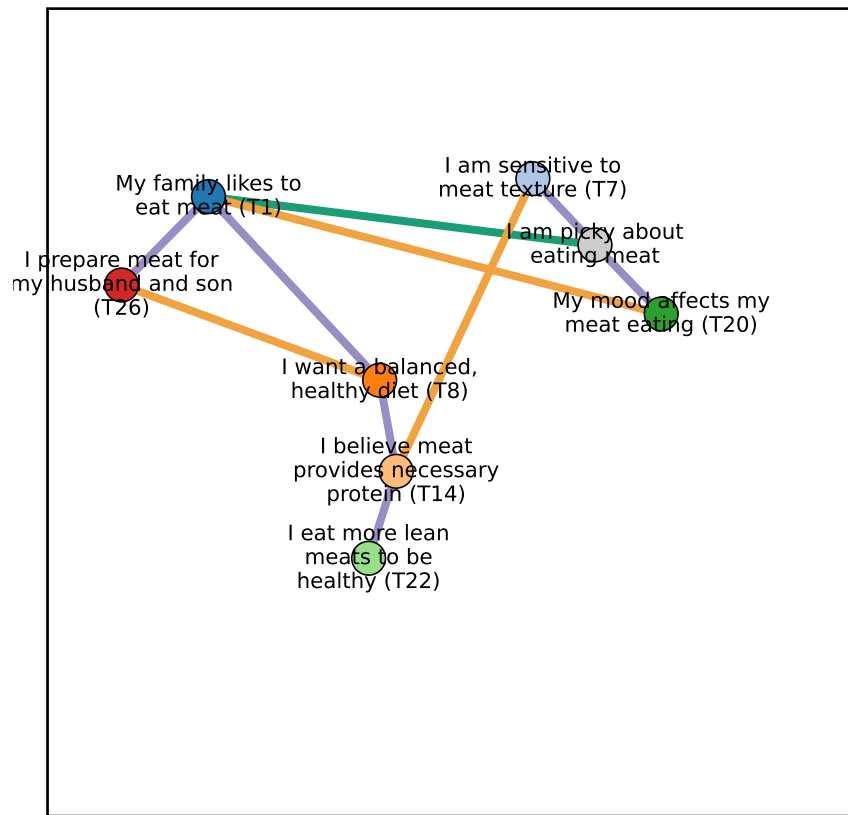 My family likes to
eat meat (T1)
I am sensitive to
meat texture (T7)
I am picky about
eating meat
I prepare meat for
my husband and son
(T26)
My mood affects my
meat eating (T20)
I want a balanced,
healthy diet (T8)
I believe meat
provides necessary
protein (T14)
I eat more lean
meats to be
healthy (T22)